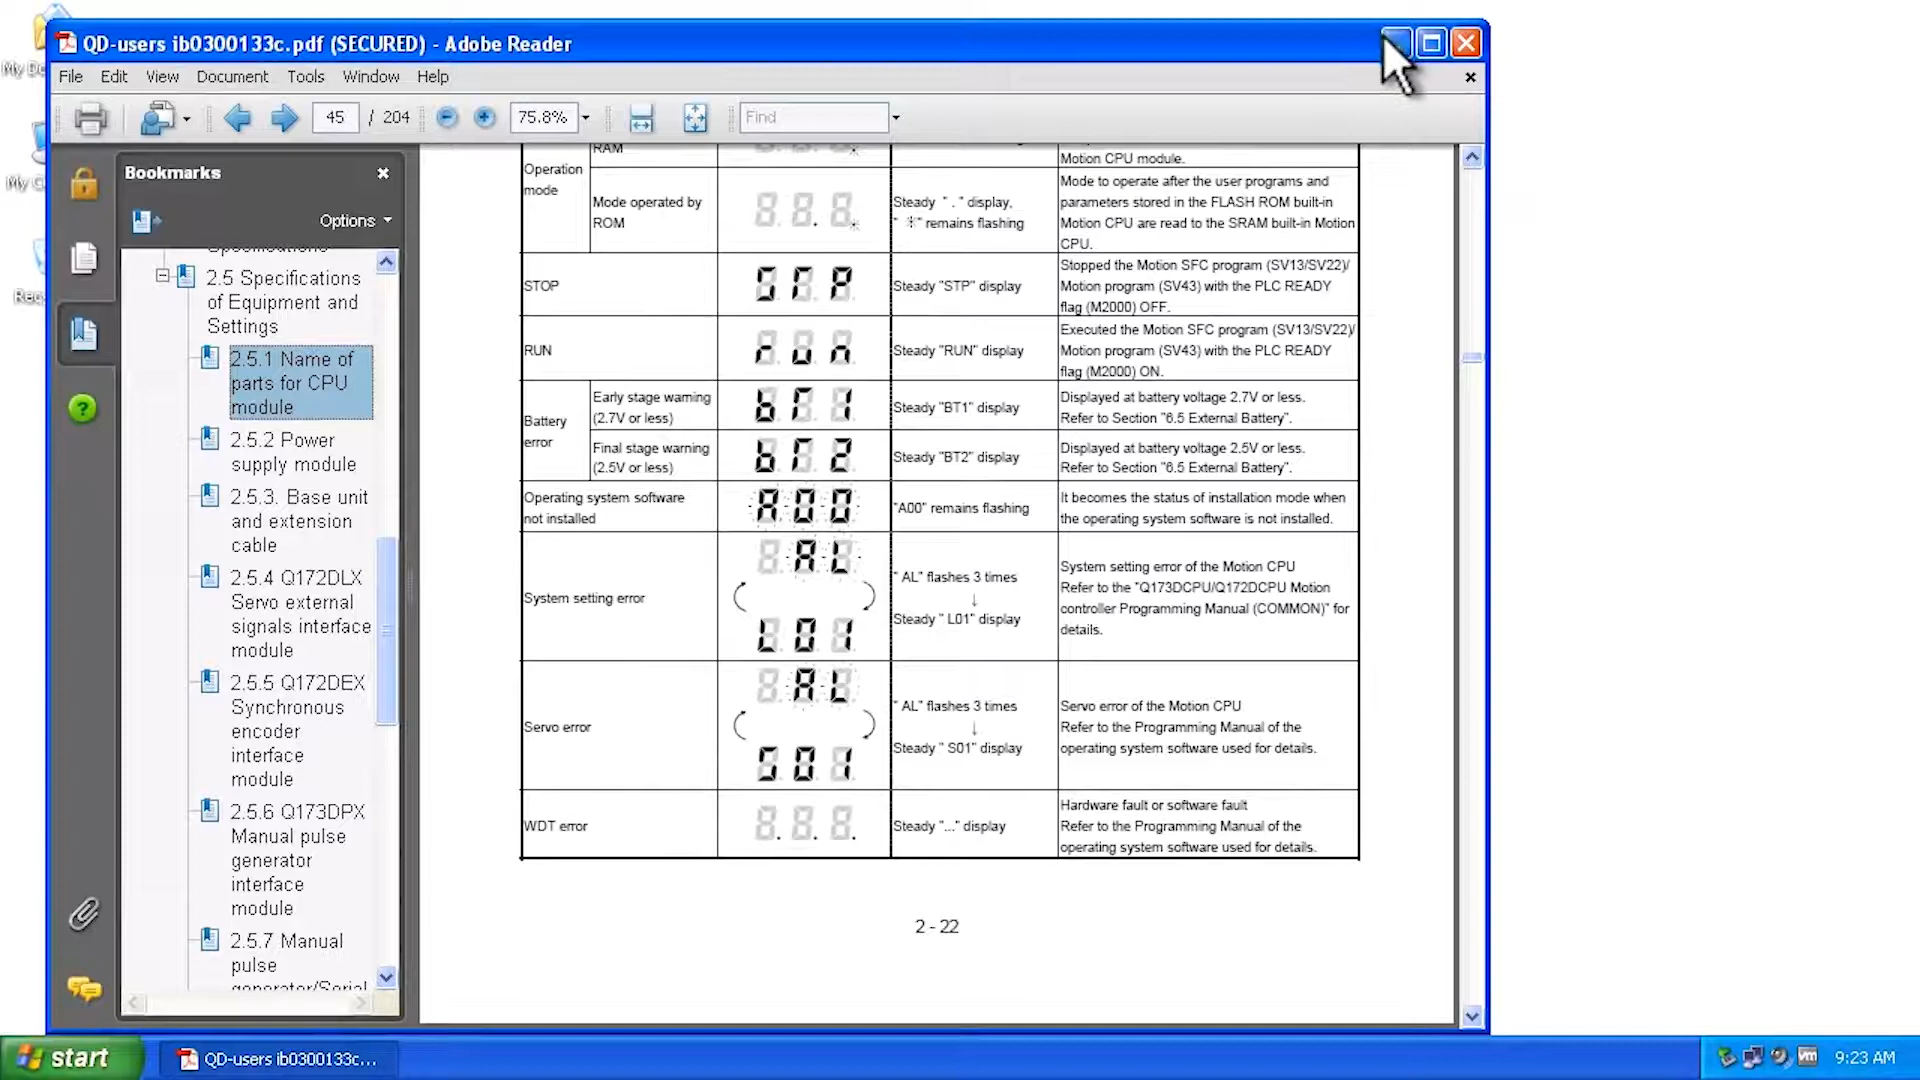 QD-users ib0300133c.pdf (SECURED) - Adobe Reader
File Edit View Document Tools Window Help
45 / 204 75.8% Find
Bookmarks
Options
2.5 Specifications
of Equipment and
Settings
2.5.1 Name of
parts for CPU
module
2.5.2 Power
supply module
2.5.3. Base unit
and extension
cable
2.5.4 Q172DLX
Servo external
signals interface
module
2.5.5 Q172DEX
Synchronous
encoder
interface
module
2.5.6 Q173DPX
Manual pulse
generator
interface
module
2.5.7 Manual
pulse
generator/Serial
RAM
Motion CPU module.
Operation
mode
Mode operated by
ROM
Steady " . " display,
" ✳" remains flashing
Mode to operate after the user programs and
parameters stored in the FLASH ROM built-in
Motion CPU are read to the SRAM built-in Motion
CPU.
STOP
STP
Steady "STP" display
Stopped the Motion SFC program (SV13/SV22)/
Motion program (SV43) with the PLC READY
flag (M2000) OFF.
RUN
run
Steady "RUN" display
Executed the Motion SFC program (SV13/SV22)/
Motion program (SV43) with the PLC READY
flag (M2000) ON.
Battery
error
Early stage warning
(2.7V or less)
bT1
Steady "BT1" display
Displayed at battery voltage 2.7V or less.
Refer to Section "6.5 External Battery".
Final stage warning
(2.5V or less)
bT2
Steady "BT2" display
Displayed at battery voltage 2.5V or less.
Refer to Section "6.5 External Battery".
Operating system software
not installed
A00
"A00" remains flashing
It becomes the status of installation mode when
the operating system software is not installed.
System setting error
AL
L01
" AL" flashes 3 times
↓
Steady " L01" display
System setting error of the Motion CPU
Refer to the "Q173DCPU/Q172DCPU Motion
controller Programming Manual (COMMON)" for
details.
Servo error
AL
S01
" AL" flashes 3 times
↓
Steady " S01" display
Servo error of the Motion CPU
Refer to the Programming Manual of the
operating system software used for details.
WDT error
Steady "..." display
Hardware fault or software fault
Refer to the Programming Manual of the
operating system software used for details.
2 - 22
start
QD-users ib0300133c...
vm
9:23 AM